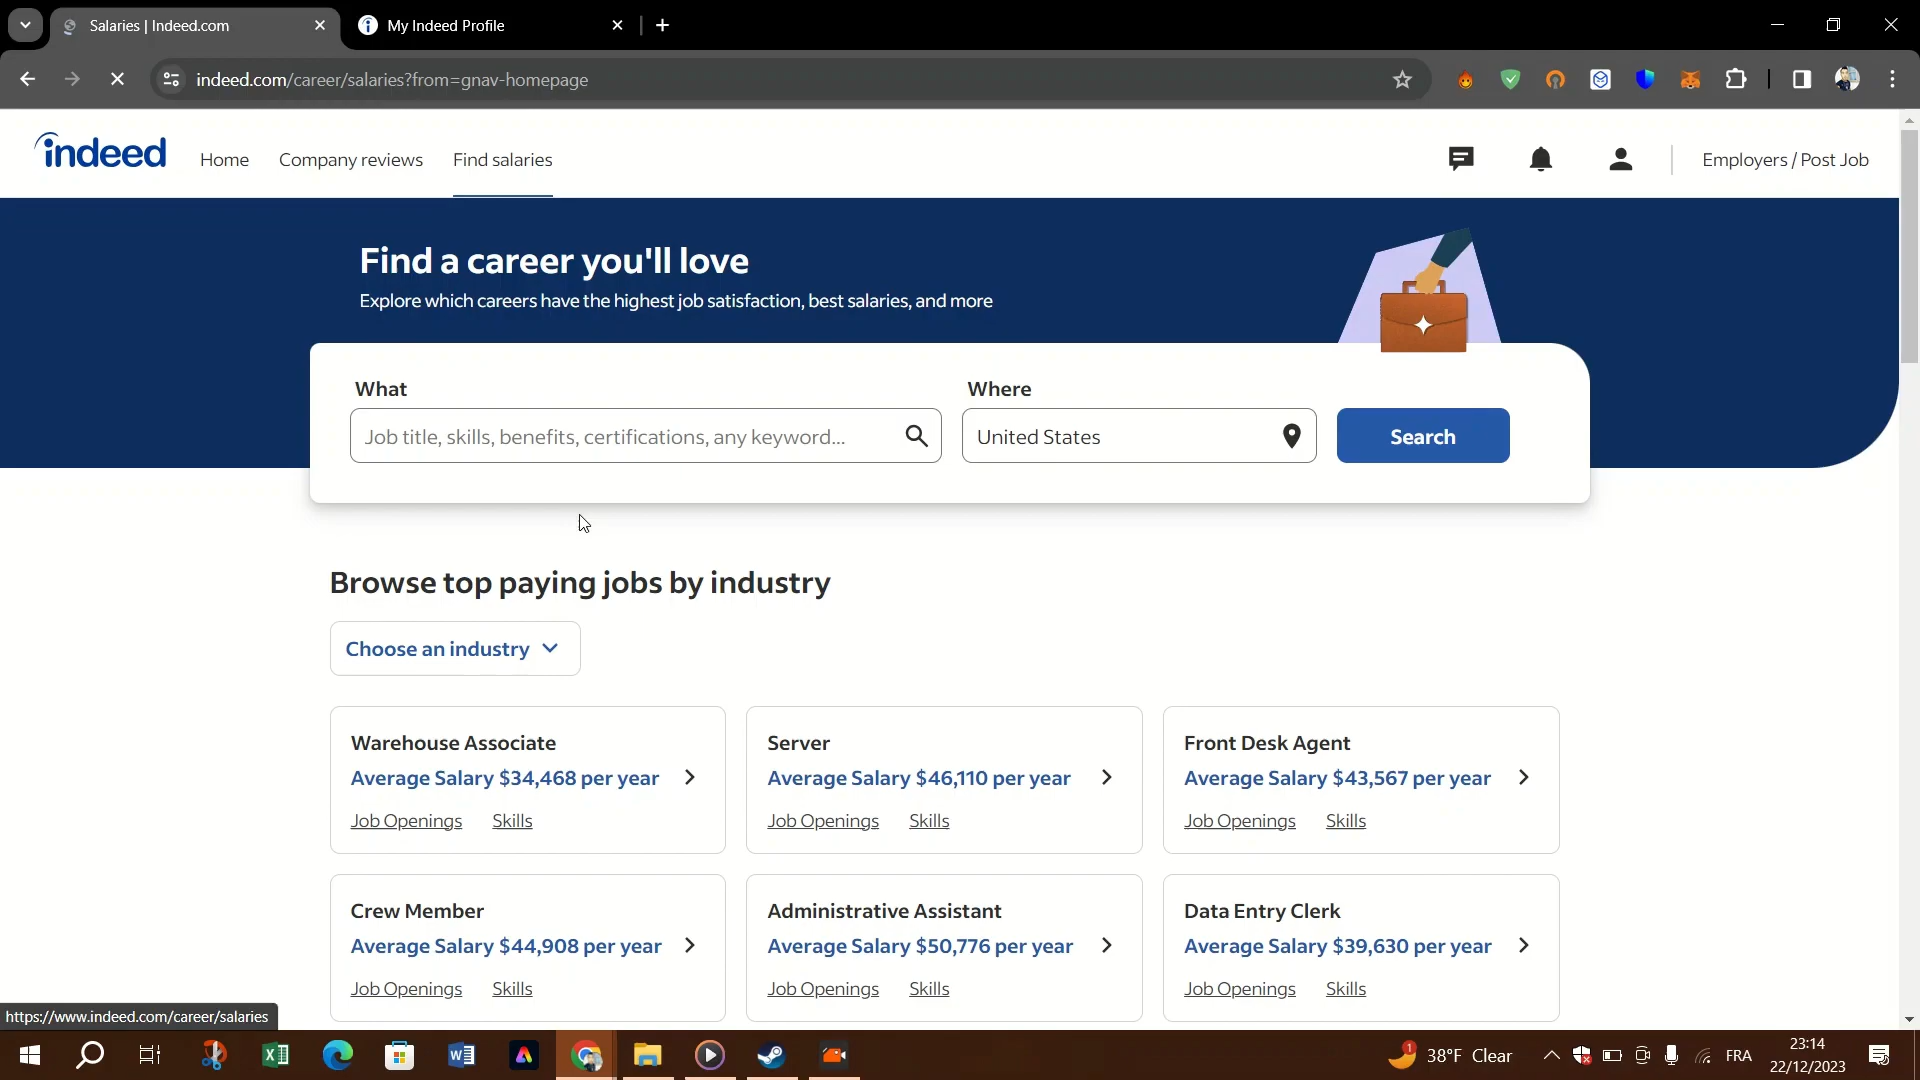 Salaries | Indeed.com
My Indeed Profile
indeed.com/career/salaries?from=gnav-homepage
indeed
Home
Company reviews
Find salaries
Employers / Post Job
Find a career you'll love
Explore which careers have the highest job satisfaction, best salaries, and more
What
Where
Job title, skills, benefits, certifications, any keyword...
United States
Search
Browse top paying jobs by industry
Choose an industry
Warehouse Associate
Average Salary $34,468 per year
Job Openings Skills
Server
Average Salary $46,110 per year
Job Openings Skills
Front Desk Agent
Average Salary $43,567 per year
Job Openings Skills
Crew Member
Average Salary $44,908 per year
Job Openings Skills
Administrative Assistant
Average Salary $50,776 per year
Job Openings Skills
Data Entry Clerk
Average Salary $39,630 per year
Job Openings Skills
https://www.indeed.com/career/salaries
1
38°F Clear
FRA
23:14
22/12/2023